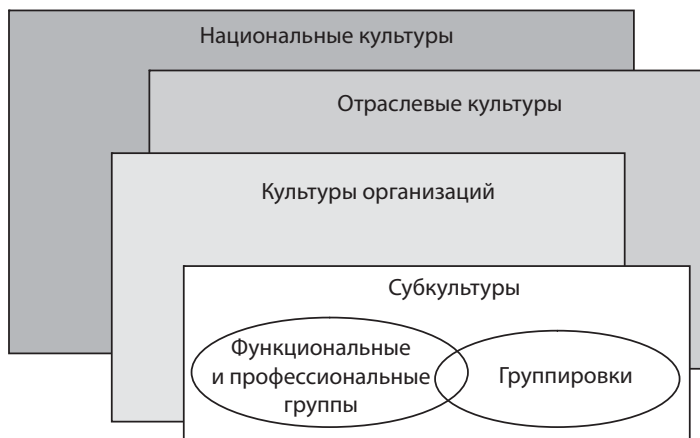 Национальные культуры
Отраслевые культуры
Культуры организаций
Субкультуры
Функциональные
и профессиональные
группы
Группировки